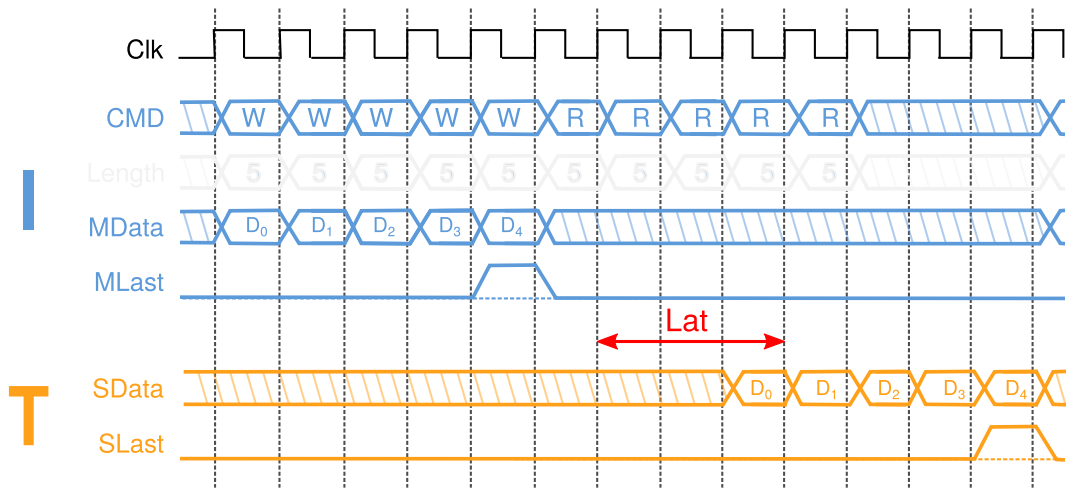 Clk
CMD W W W W W R R R R R
Length 5 5 5 5 5 5 5 5 5 5
I
MData D₀ D₁ D₂ D₃ D₄
MLast
Lat
T
SData D₀ D₁ D₂ D₃ D₄
SLast